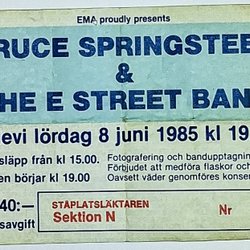 EMA proudly presents
RUCE SPRINGSTEE
&
HE E STREET BAN
levi lördag 8 juni 1985 kl 19
släpp från kl 15.00.
en börjar kl 19.00
Fotografering och bandupptagnin
Förbjudet att medföra flaskor oc
Oavsett väder genomföres konser
40:–
savgift
STÅPLATSLÄKTAREN
Sektion N
Nr